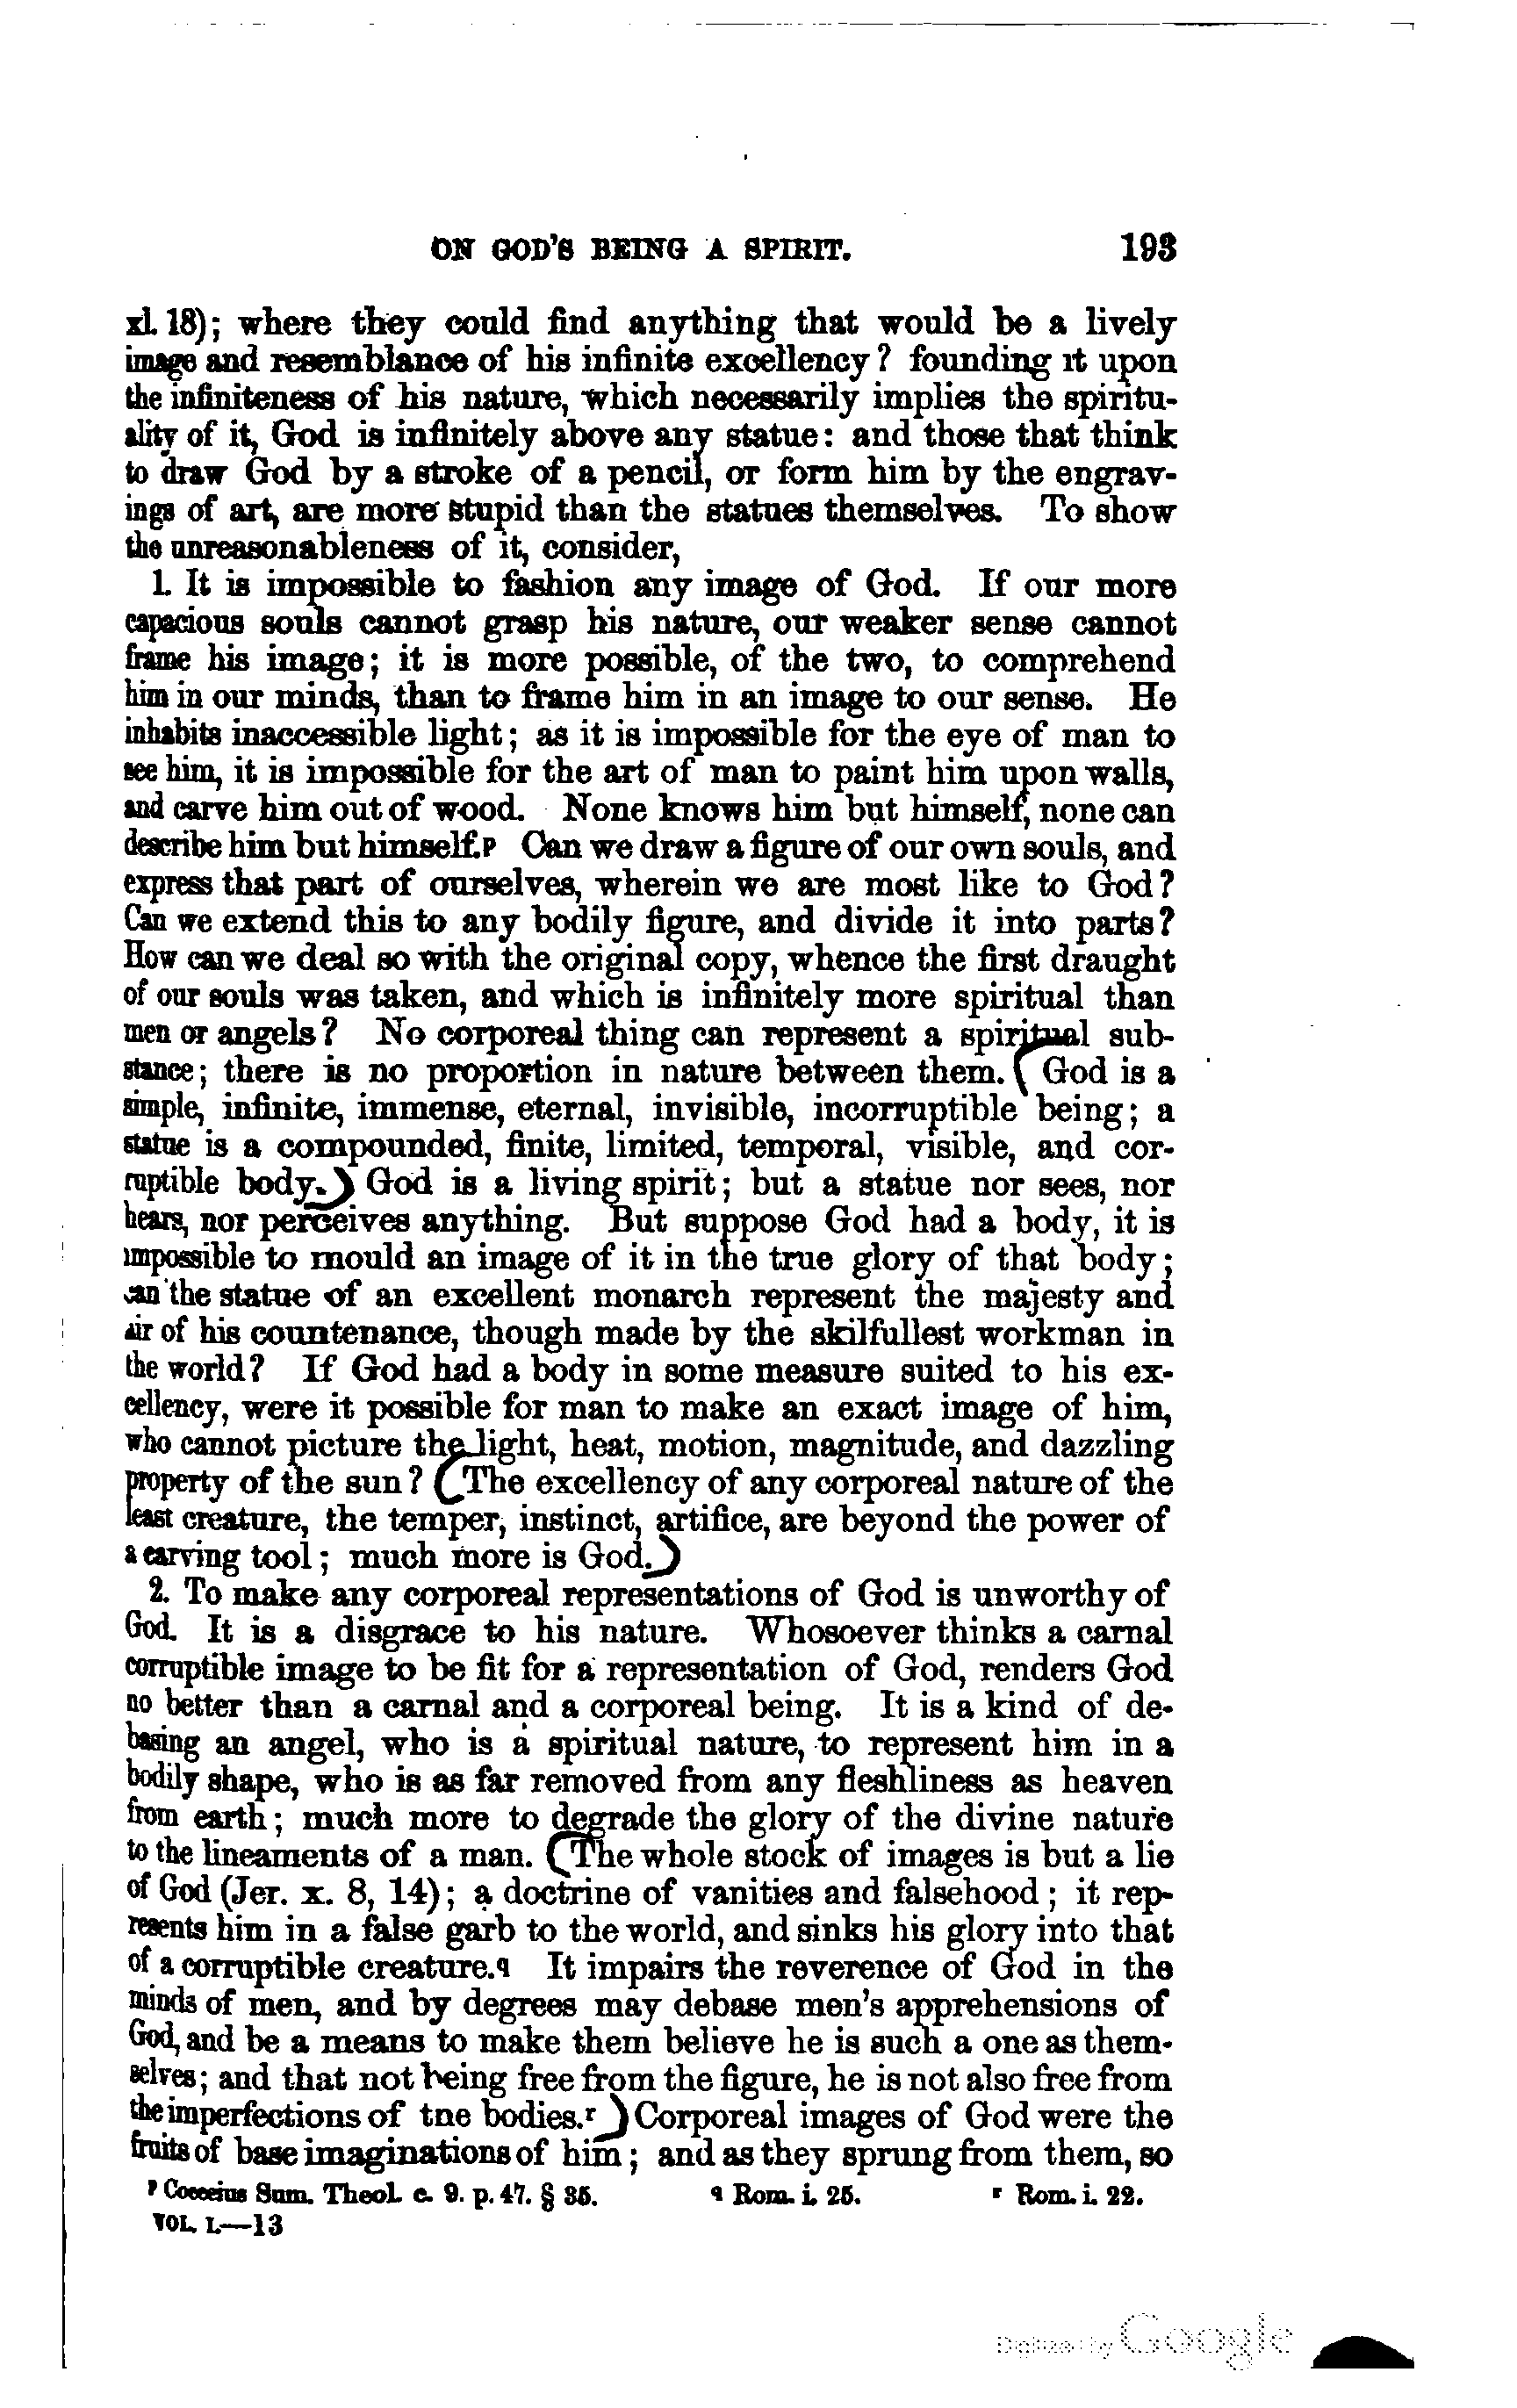 ON GOD'S BEING A SPIRIT. 193
xl. 18); where they could find anything that would be a lively
image and resemblance of his infinite excellency? founding it upon
the infiniteness of his nature, which necessarily implies the spiritu-
ality of it, God is infinitely above any statue: and those that think
to draw God by a stroke of a pencil, or form him by the engrav-
ings of art, are more stupid than the statues themselves. To show
the unreasonableness of it, consider,
1. It is impossible to fashion any image of God. If our more
capacious souls cannot grasp his nature, our weaker sense cannot
frame his image; it is more possible, of the two, to comprehend
him in our minds, than to frame him in an image to our sense. He
inhabits inaccessible light; as it is impossible for the eye of man to
see him, it is impossible for the art of man to paint him upon walls,
and carve him out of wood. None knows him but himself, none can
describe him but himself.p Can we draw a figure of our own souls, and
express that part of ourselves, wherein we are most like to God?
Can we extend this to any bodily figure, and divide it into parts?
How can we deal so with the original copy, whence the first draught
of our souls was taken, and which is infinitely more spiritual than
men or angels? No corporeal thing can represent a spiritual sub-
stance; there is no proportion in nature between them. (God is a
simple, infinite, immense, eternal, invisible, incorruptible being; a
statue is a compounded, finite, limited, temporal, visible, and cor-
ruptible body.) God is a living spirit; but a statue nor sees, nor
hears, nor perceives anything. But suppose God had a body, it is
impossible to mould an image of it in the true glory of that body;
can the statue of an excellent monarch represent the majesty and
air of his countenance, though made by the skilfullest workman in
the world? If God had a body in some measure suited to his ex-
cellency, were it possible for man to make an exact image of him,
who cannot picture the light, heat, motion, magnitude, and dazzling
property of the sun? (The excellency of any corporeal nature of the
least creature, the temper, instinct, artifice, are beyond the power of
a carving tool; much more is God.)
2. To make any corporeal representations of God is unworthy of
God. It is a disgrace to his nature. Whosoever thinks a carnal
corruptible image to be fit for a representation of God, renders God
no better than a carnal and a corporeal being. It is a kind of de-
basing an angel, who is a spiritual nature, to represent him in a
bodily shape, who is as far removed from any fleshliness as heaven
from earth; much more to degrade the glory of the divine nature
to the lineaments of a man. (The whole stock of images is but a lie
of God (Jer. x. 8, 14); a doctrine of vanities and falsehood; it rep-
resents him in a false garb to the world, and sinks his glory into that
of a corruptible creature.q It impairs the reverence of God in the
minds of men, and by degrees may debase men's apprehensions of
God, and be a means to make them believe he is such a one as them-
selves; and that not being free from the figure, he is not also free from
the imperfections of the bodies.r) Corporeal images of God were the
fruits of base imaginations of him; and as they sprung from them, so
p Cocceius Sum. Theol. c. 9. p. 47. § 35. q Rom. i. 25. r Rom. i. 22.
VOL. I.—13
Digitized by Google